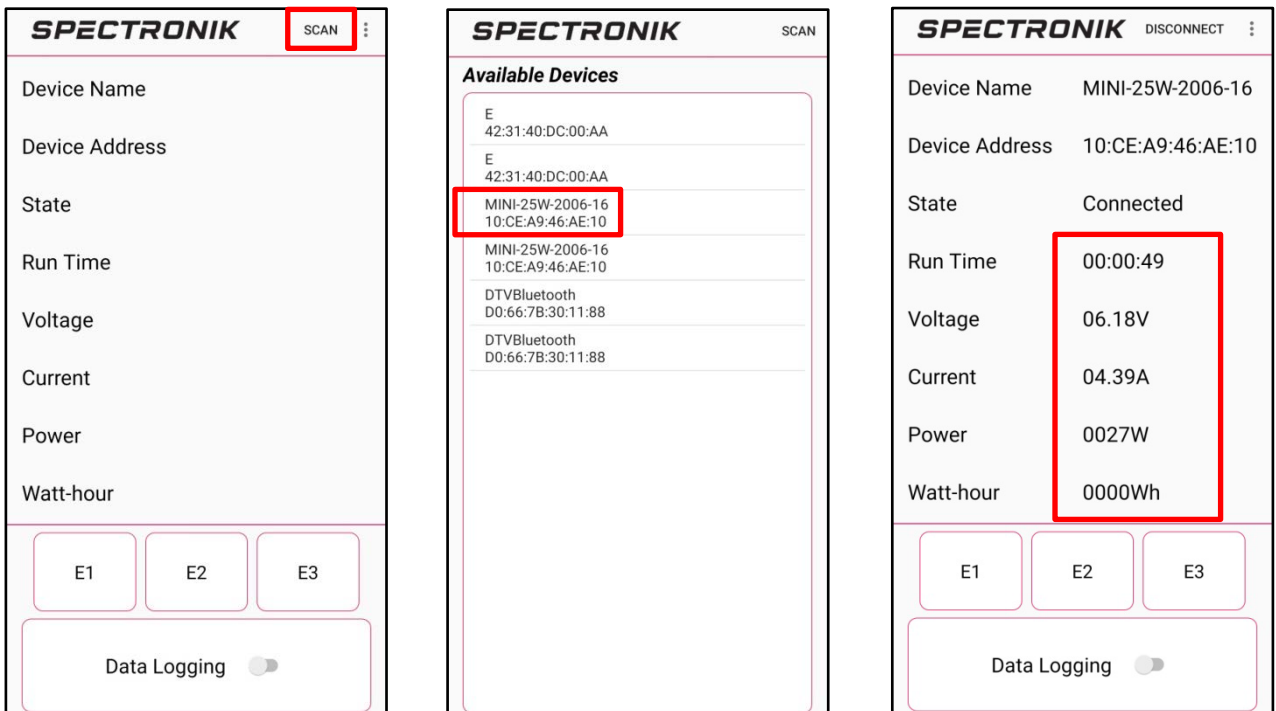 SPECTRONIK SCAN
Device Name
Device Address
State
Run Time
Voltage
Current
Power
Watt-hour
E1 E2 E3
Data Logging
SPECTRONIK SCAN
Available Devices
E
42:31:40:DC:00:AA
E
42:31:40:DC:00:AA
MINI-25W-2006-16
10:CE:A9:46:AE:10
MINI-25W-2006-16
10:CE:A9:46:AE:10
DTVBluetooth
D0:66:7B:30:11:88
DTVBluetooth
D0:66:7B:30:11:88
SPECTRONIK DISCONNECT
Device Name MINI-25W-2006-16
Device Address 10:CE:A9:46:AE:10
State Connected
Run Time 00:00:49
Voltage 06.18V
Current 04.39A
Power 0027W
Watt-hour 0000Wh
E1 E2 E3
Data Logging